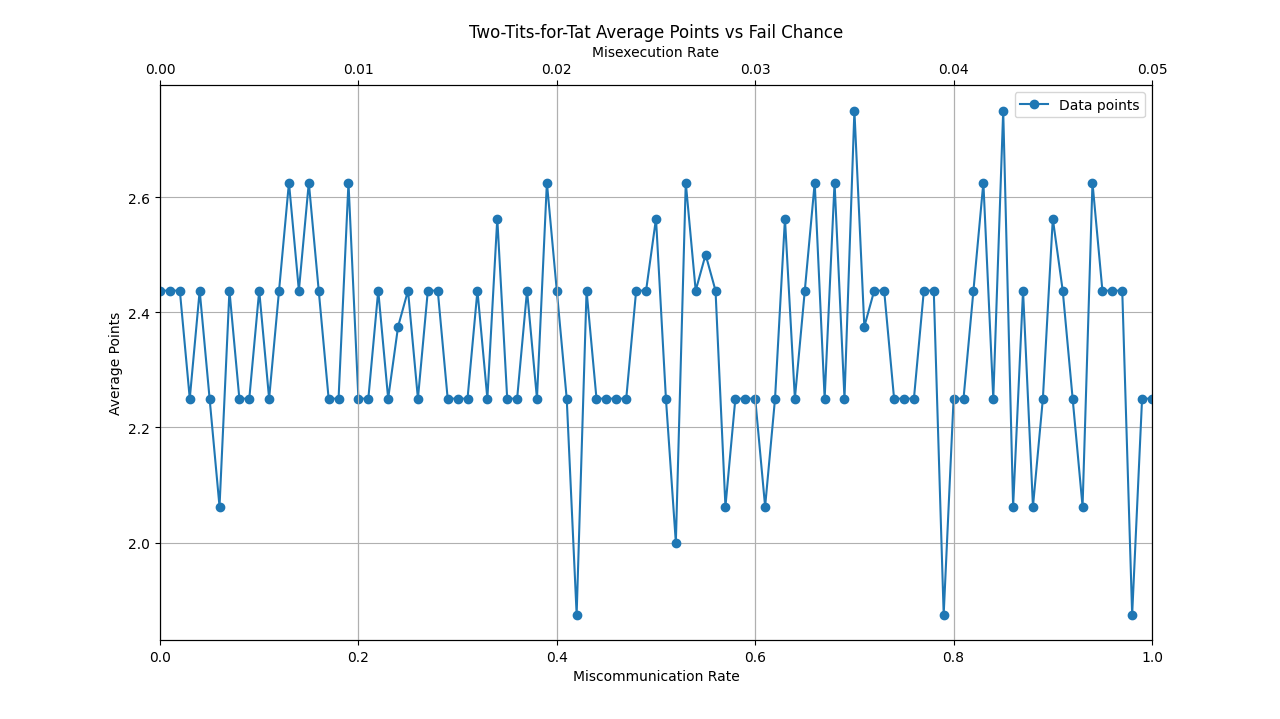 Two-Tits-for-Tat Average Points vs Fail Chance
Misexecution Rate
0.00 0.01 0.02 0.03 0.04 0.05
Data points
2.6
2.4
2.2
2.0
Average Points
0.0 0.2 0.4 0.6 0.8 1.0
Miscommunication Rate